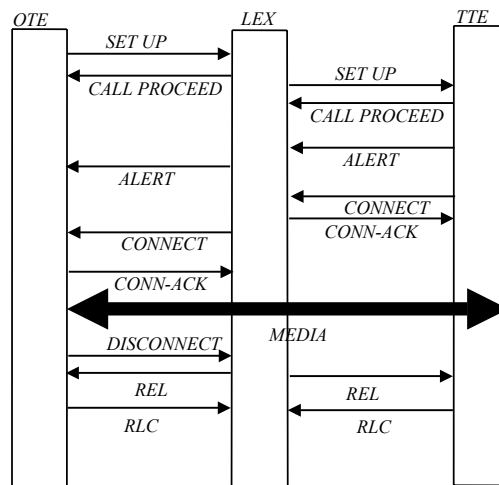 OTE LEX TTE
SET UP
CALL PROCEED
SET UP
CALL PROCEED
ALERT
ALERT
CONNECT
CONN-ACK
CONNECT
CONN-ACK
MEDIA
DISCONNECT
REL
REL
RLC
RLC